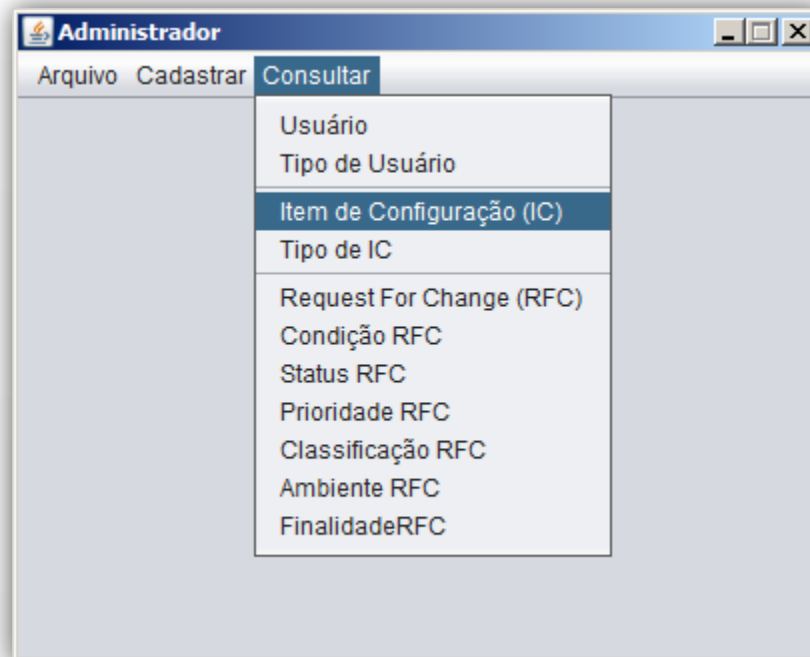 Administrador
Arquivo Cadastrar Consultar
Usuário
Tipo de Usuário
Item de Configuração (IC)
Tipo de IC
Request For Change (RFC)
Condição RFC
Status RFC
Prioridade RFC
Classificação RFC
Ambiente RFC
FinalidadeRFC